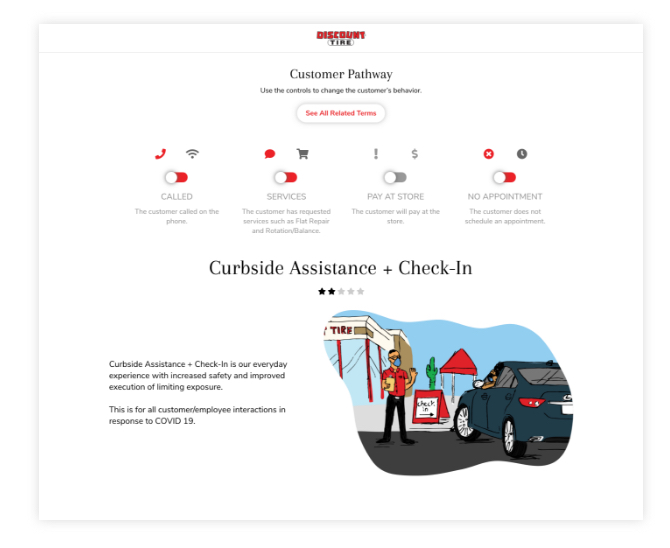 DISCOUNT
TIRE
Customer Pathway
Use the controls to change the customer's behavior.
See All Related Terms
CALLED
The customer called on the
phone.
SERVICES
The customer has requested
services such as Flat Repair
and Rotation/Balance.
PAY AT STORE
The customer will pay at the
store.
NO APPOINTMENT
The customer does not
schedule an appointment.
Curbside Assistance + Check-In
Curbside Assistance + Check-In is our everyday
experience with increased safety and improved
execution of limiting exposure.
This is for all customer/employee interactions in
response to COVID 19.
TIRE
check
in